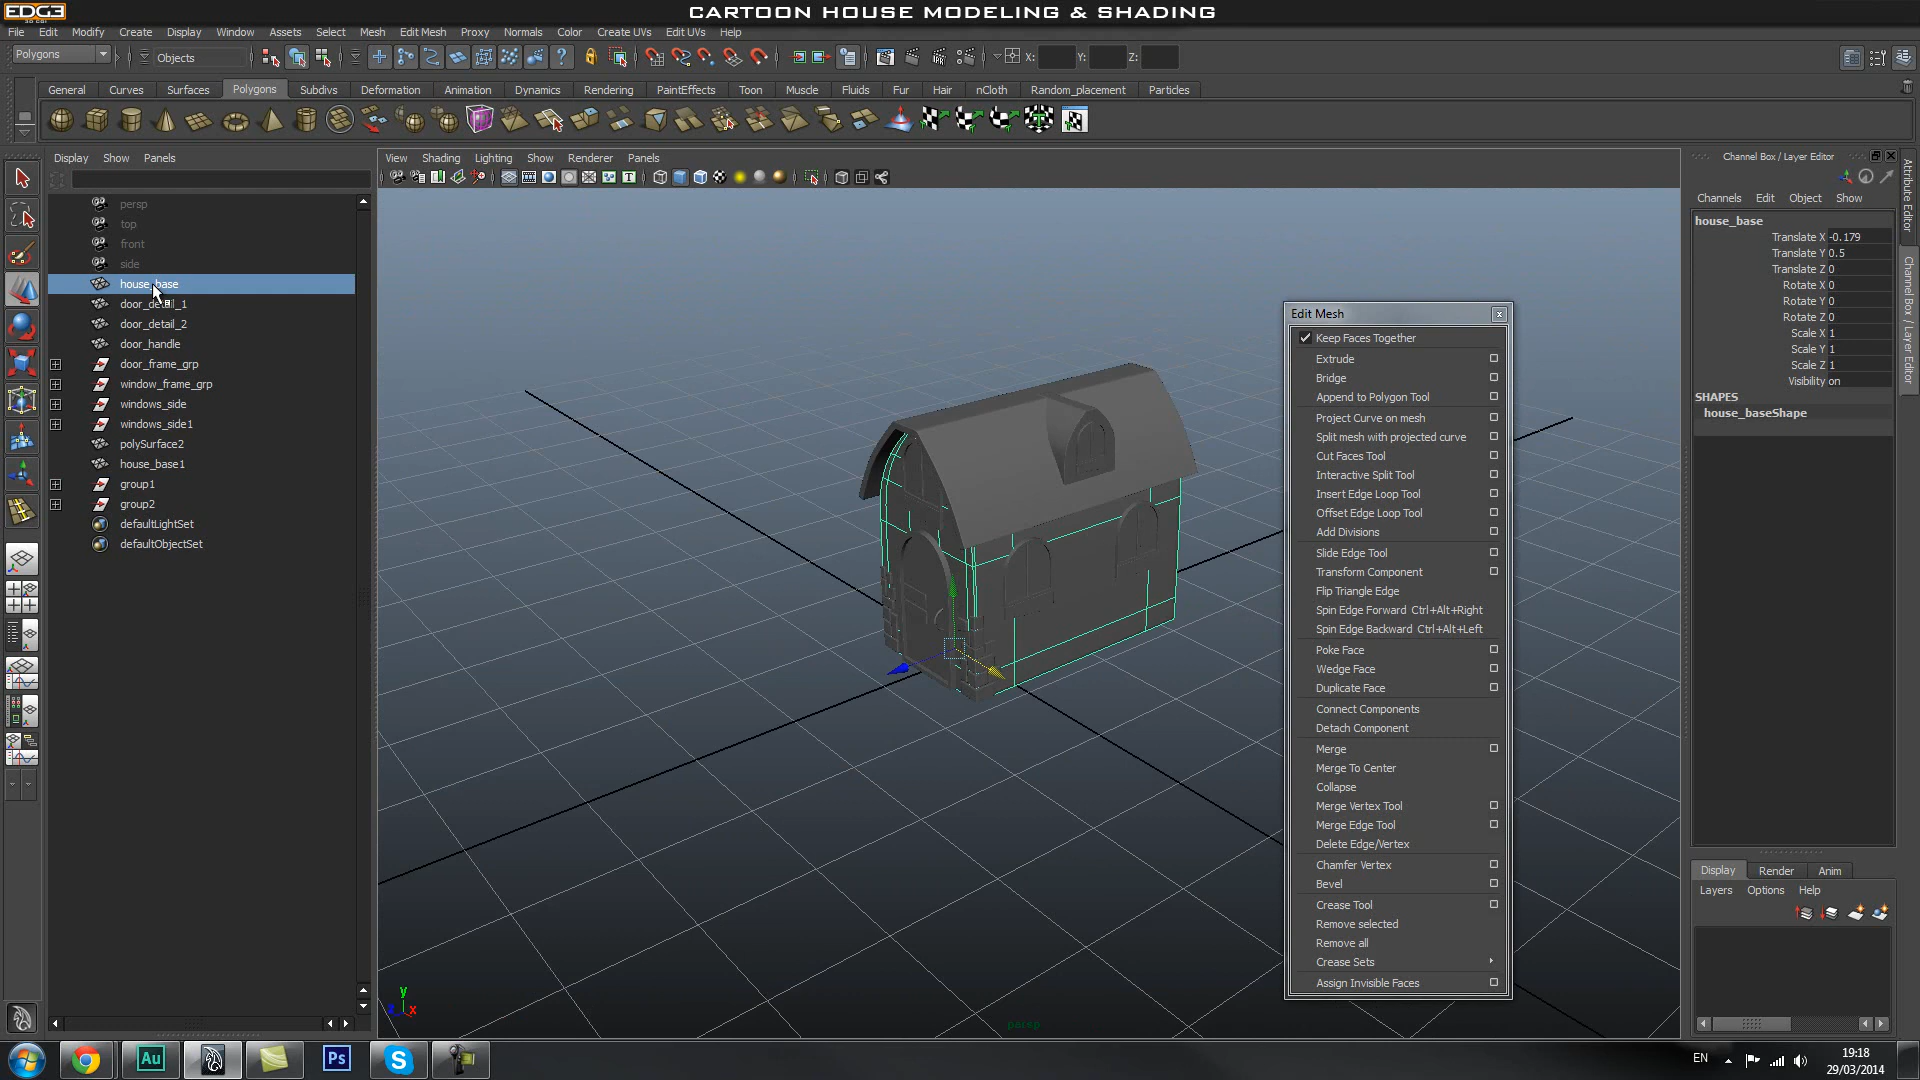 EDGE
3D CGI
CARTOON HOUSE MODELING & SHADING
File Edit Modify Create Display Window Assets Select Mesh Edit Mesh Proxy Normals Color Create UVs Edit UVs Help
Polygons Objects X: Y: Z:
General Curves Surfaces Polygons Subdivs Deformation Animation Dynamics Rendering PaintEffects Toon Muscle Fluids Fur Hair nCloth Random_placement Particles
Display Show Panels
View Shading Lighting Show Renderer Panels
persp
top
front
side
house_base
door_detail_1
door_detail_2
door_handle
door_frame_grp
window_frame_grp
windows_side
windows_side1
polySurface2
house_base1
group1
group2
defaultLightSet
defaultObjectSet
y
x
persp
Edit Mesh
Keep Faces Together
Extrude
Bridge
Append to Polygon Tool
Project Curve on mesh
Split mesh with projected curve
Cut Faces Tool
Interactive Split Tool
Insert Edge Loop Tool
Offset Edge Loop Tool
Add Divisions
Slide Edge Tool
Transform Component
Flip Triangle Edge
Spin Edge Forward Ctrl+Alt+Right
Spin Edge Backward Ctrl+Alt+Left
Poke Face
Wedge Face
Duplicate Face
Connect Components
Detach Component
Merge
Merge To Center
Collapse
Merge Vertex Tool
Merge Edge Tool
Delete Edge/Vertex
Chamfer Vertex
Bevel
Crease Tool
Remove selected
Remove all
Crease Sets
Assign Invisible Faces
Channel Box / Layer Editor
Channels Edit Object Show
house_base
Translate X -0.179
Translate Y 0.5
Translate Z 0
Rotate X 0
Rotate Y 0
Rotate Z 0
Scale X 1
Scale Y 1
Scale Z 1
Visibility on
SHAPES
house_baseShape
Attribute Editor
Channel Box / Layer Editor
Display Render Anim
Layers Options Help
Au
Ps
EN
19:18
29/03/2014